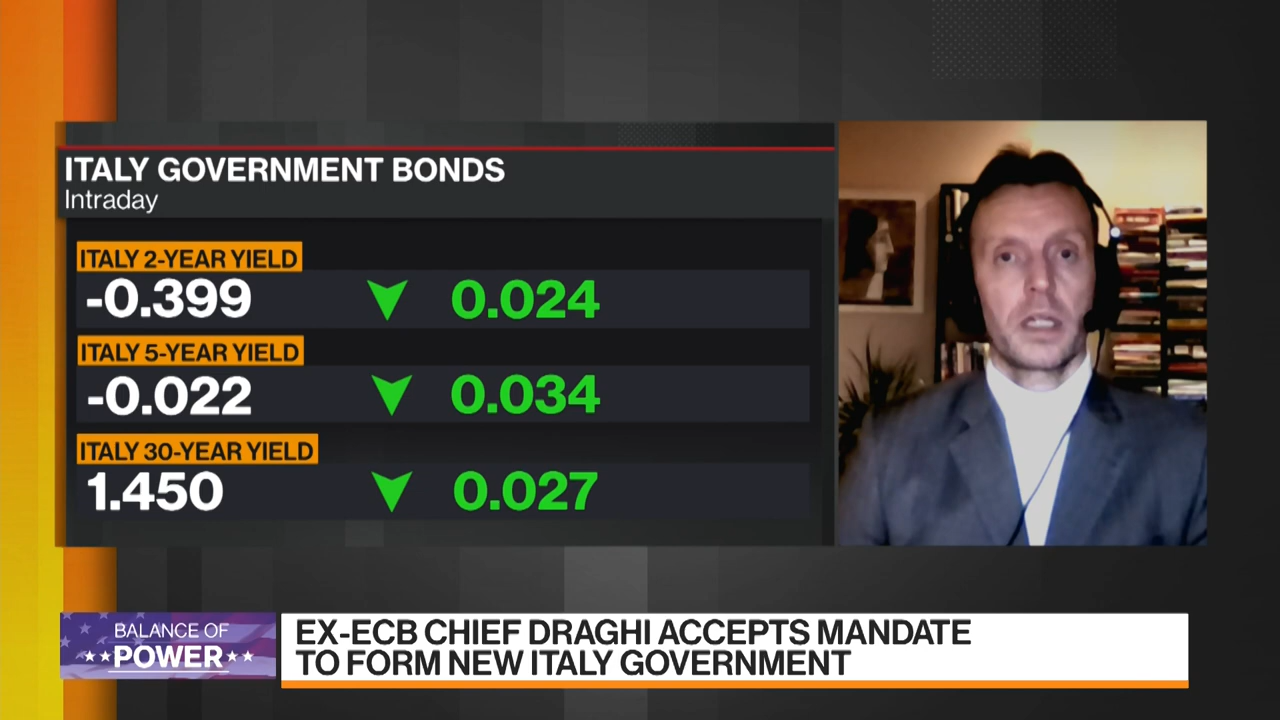 ITALY GOVERNMENT BONDS
Intraday
ITALY 2-YEAR YIELD
-0.399 0.024
ITALY 5-YEAR YIELD
-0.022 0.034
ITALY 30-YEAR YIELD
1.450 0.027
BALANCE OF
POWER
EX-ECB CHIEF DRAGHI ACCEPTS MANDATE
TO FORM NEW ITALY GOVERNMENT